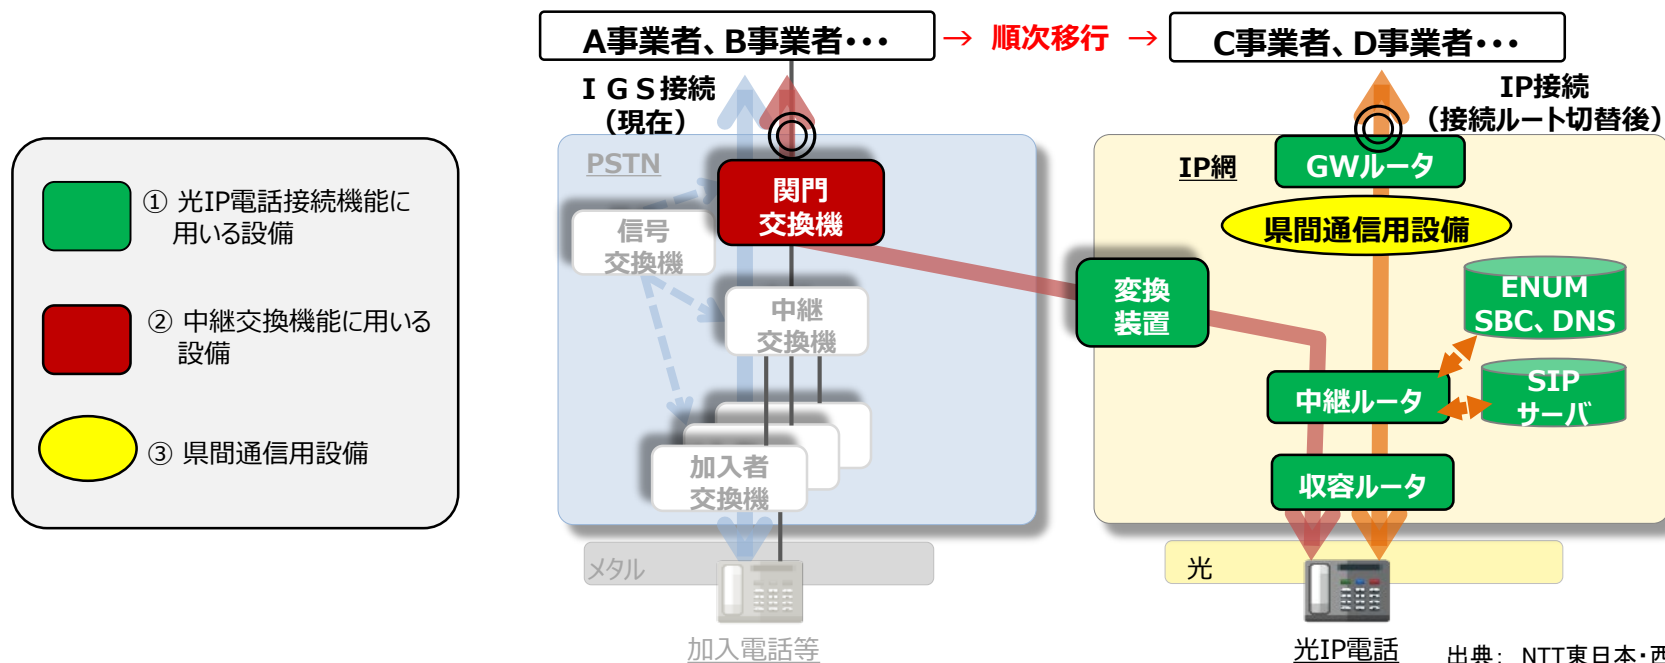 A事業者、B事業者･･･
→ 順次移行 →
C事業者、D事業者･･･
ＩＧＳ接続
（現在）
IP接続
（接続ルート切替後）
① 光IP電話接続機能に
用いる設備
② 中継交換機能に用いる
設備
③ 県間通信用設備
PSTN
関門
交換機
信号
交換機
中継
交換機
加入者
交換機
メタル
加入電話等
IP網
GWルータ
県間通信用設備
変換
装置
ENUM
SBC、DNS
中継ルータ
SIP
サーバ
収容ルータ
光
光IP電話
出典： NTT東日本･西